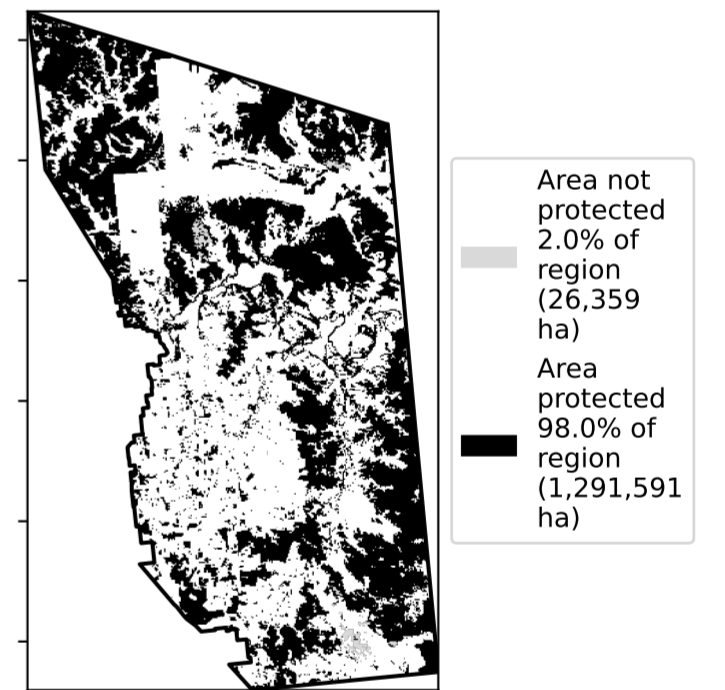 Area not
protected
2.0% of
region
(26,359
ha)
Area
protected
98.0% of
region
(1,291,591
ha)